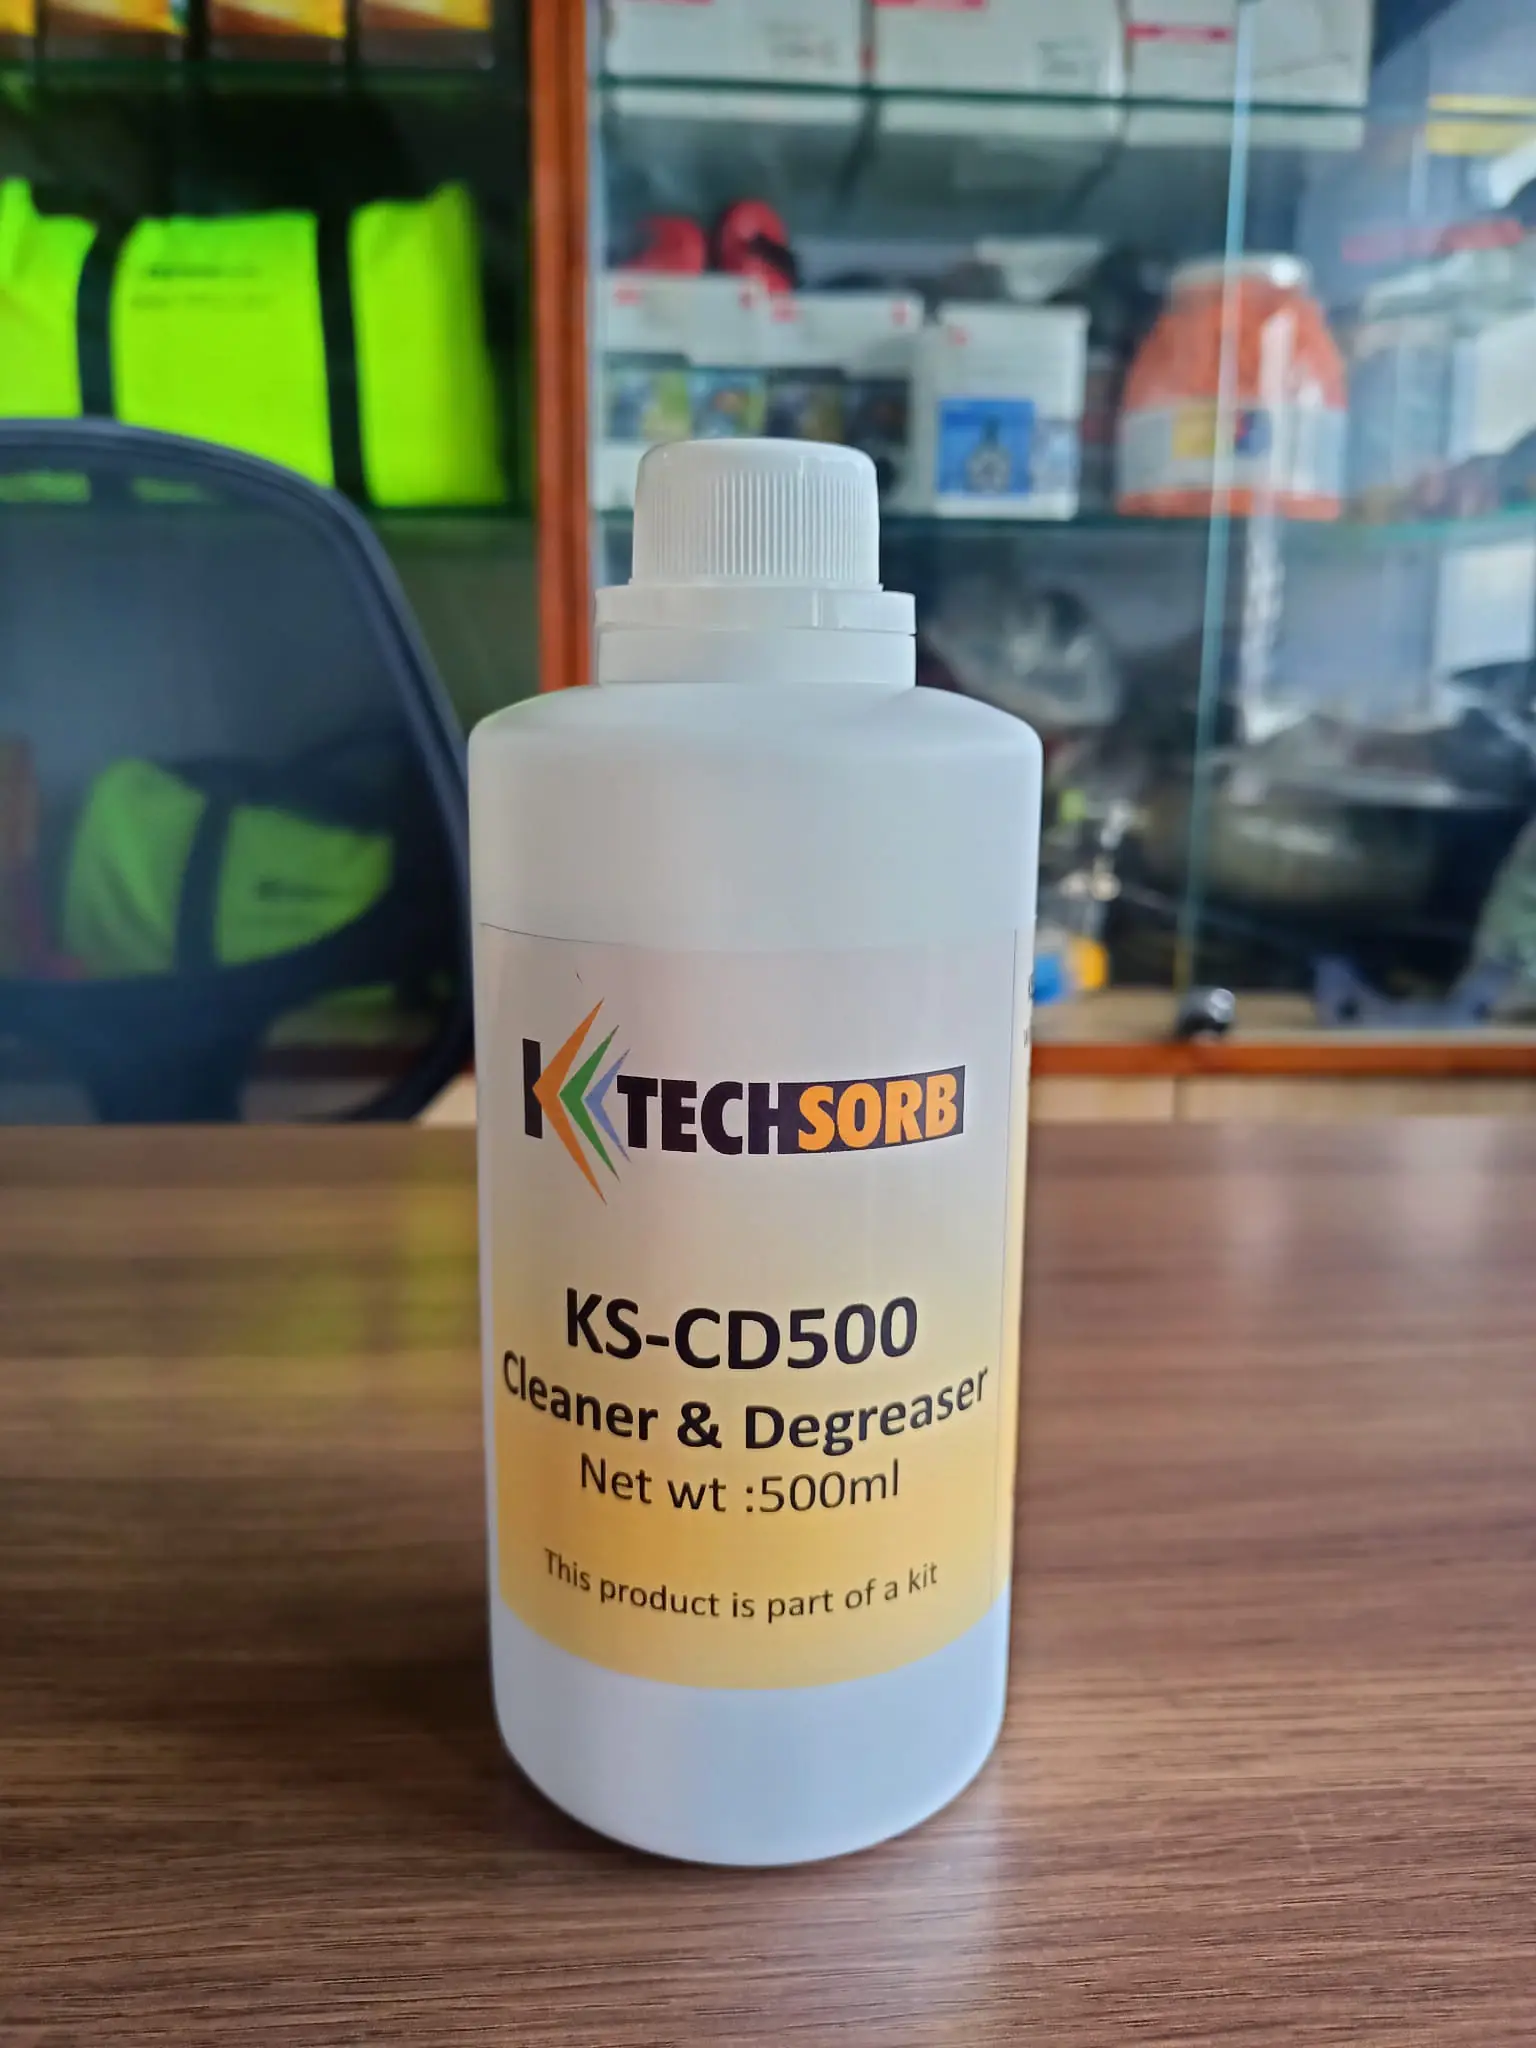 KTECHSORB
KS-CD500
Cleaner & Degreaser
Net wt :500ml
This product is part of a kit